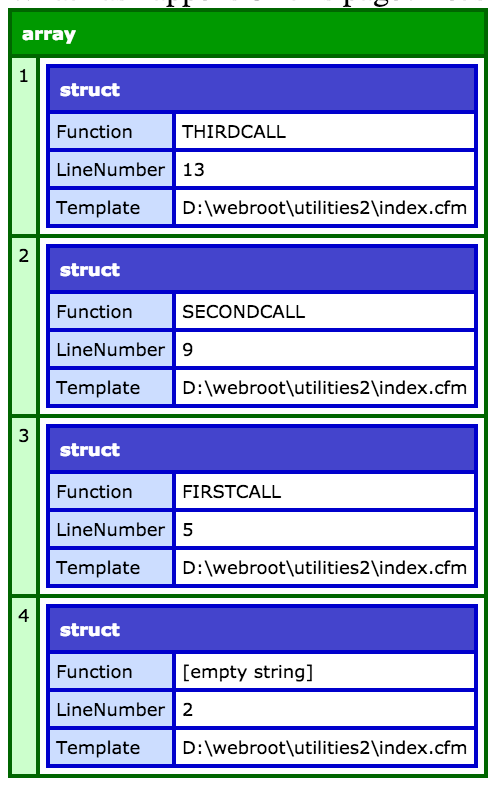 array
1
struct
Function THIRDCALL
LineNumber 13
Template D:\webroot\utilities2\index.cfm
2
struct
Function SECONDCALL
LineNumber 9
Template D:\webroot\utilities2\index.cfm
3
struct
Function FIRSTCALL
LineNumber 5
Template D:\webroot\utilities2\index.cfm
4
struct
Function [empty string]
LineNumber 2
Template D:\webroot\utilities2\index.cfm